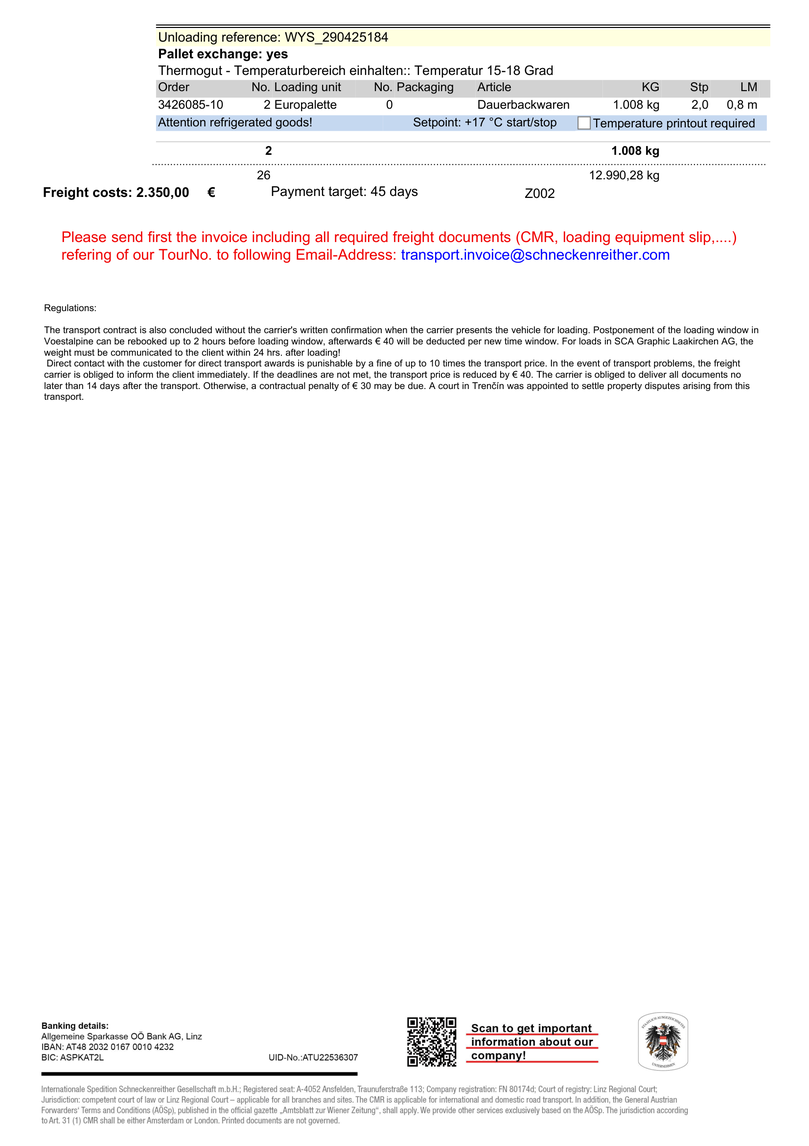 Unloading reference: WYS_290425184
Pallet exchange: yes
Thermogut - Temperaturbereich einhalten:: Temperatur 15-18 Grad
Order No. Loading unit No. Packaging Article KG Stp LM
3426085-10 2 Europalette 0 Dauerbackwaren 1.008 kg 2,0 0,8 m
Attention refrigerated goods! Setpoint: +17 °C start/stop Temperature printout required
2 1.008 kg
26 12.990,28 kg
Freight costs: 2.350,00 € Payment target: 45 days Z002
Please send first the invoice including all required freight documents (CMR, loading equipment slip,....)
refering of our TourNo. to following Email-Address: transport.invoice@schneckenreither.com
Regulations:
The transport contract is also concluded without the carrier's written confirmation when the carrier presents the vehicle for loading. Postponement of the loading window in
Voestalpine can be rebooked up to 2 hours before loading window, afterwards € 40 will be deducted per new time window. For loads in SCA Graphic Laakirchen AG, the
weight must be communicated to the client within 24 hrs. after loading!
Direct contact with the customer for direct transport awards is punishable by a fine of up to 10 times the transport price. In the event of transport problems, the freight
carrier is obliged to inform the client immediately. If the deadlines are not met, the transport price is reduced by € 40. The carrier is obliged to deliver all documents no
later than 14 days after the transport. Otherwise, a contractual penalty of € 30 may be due. A court in Trenčín was appointed to settle property disputes arising from this
transport.
Banking details:
Allgemeine Sparkasse OÖ Bank AG, Linz
IBAN: AT48 2032 0167 0010 4232
BIC: ASPKAT2L UID-No.:ATU22536307
Scan to get important
information about our
company!
Internationale Spedition Schneckenreither Gesellschaft m.b.H.; Registered seat: A-4052 Ansfelden, Traunuferstraße 113; Company registration: FN 80174d; Court of registry: Linz Regional Court;
Jurisdiction: competent court of law or Linz Regional Court – applicable for all branches and sites. The CMR is applicable for international and domestic road transport. In addition, the General Austrian
Forwarders' Terms and Conditions (AÖSp), published in the official gazette „Amtsblatt zur Wiener Zeitung“, shall apply. We provide other services exclusively based on the AÖSp. The jurisdiction according
to Art. 31 (1) CMR shall be either Amsterdam or London. Printed documents are not governed.